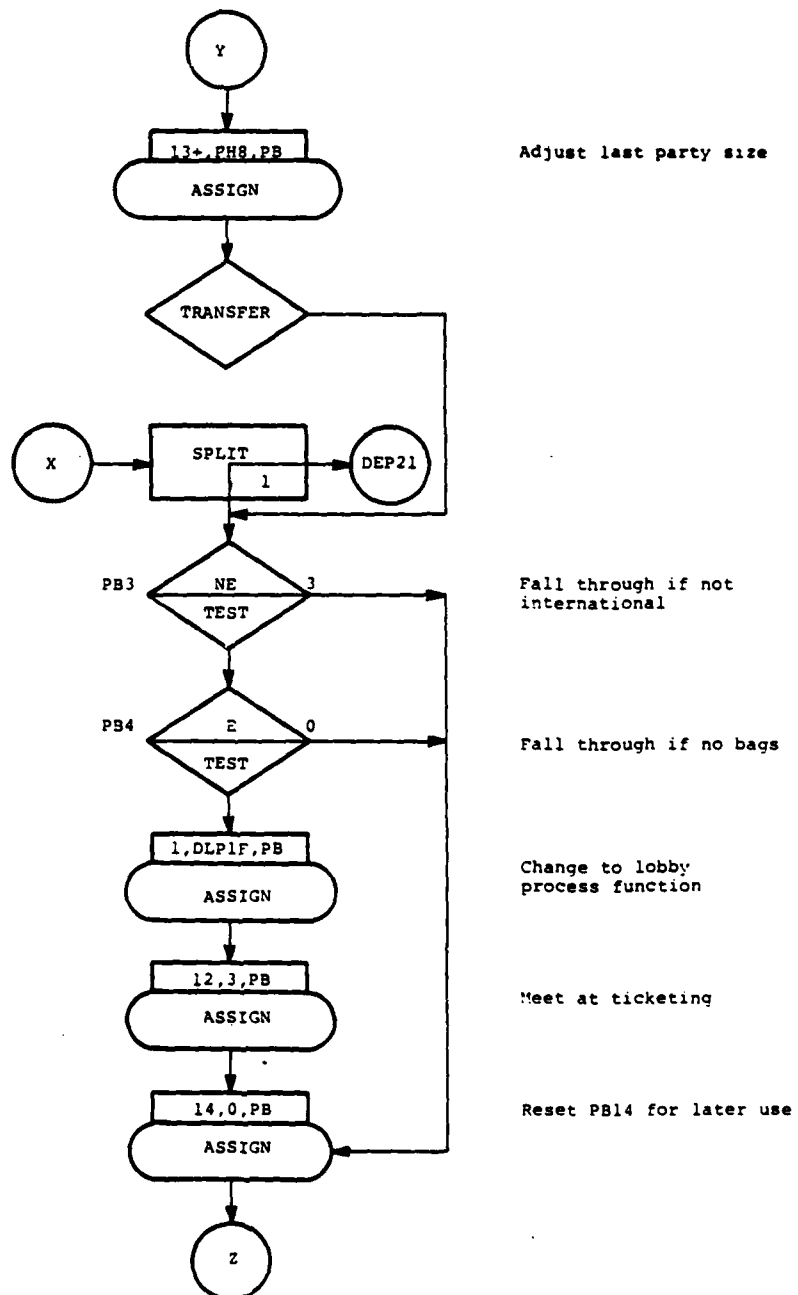 Y
13+,PH8,PB
Adjust last party size
ASSIGN
TRANSFER
X
SPLIT
1
DEP21
PB3
NE
3
TEST
Fall through if not
international
PB4
E
0
TEST
Fall through if no bags
1,DLP1F,PB
ASSIGN
Change to lobby
process function
12,3,PB
ASSIGN
Meet at ticketing
14,0,PB
ASSIGN
Reset PB14 for later use
Z